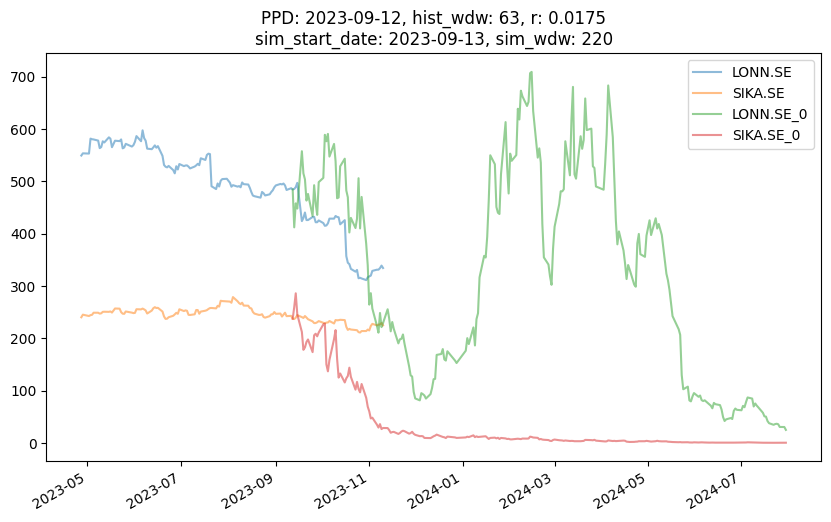 PPD: 2023-09-12, hist_wdw: 63, r: 0.0175
sim_start_date: 2023-09-13, sim_wdw: 220
LONN.SE
SIKA.SE
LONN.SE_0
SIKA.SE_0
700
600
500
400
300
200
100
0
2023-05
2023-07
2023-09
2023-11
2024-01
2024-03
2024-05
2024-07